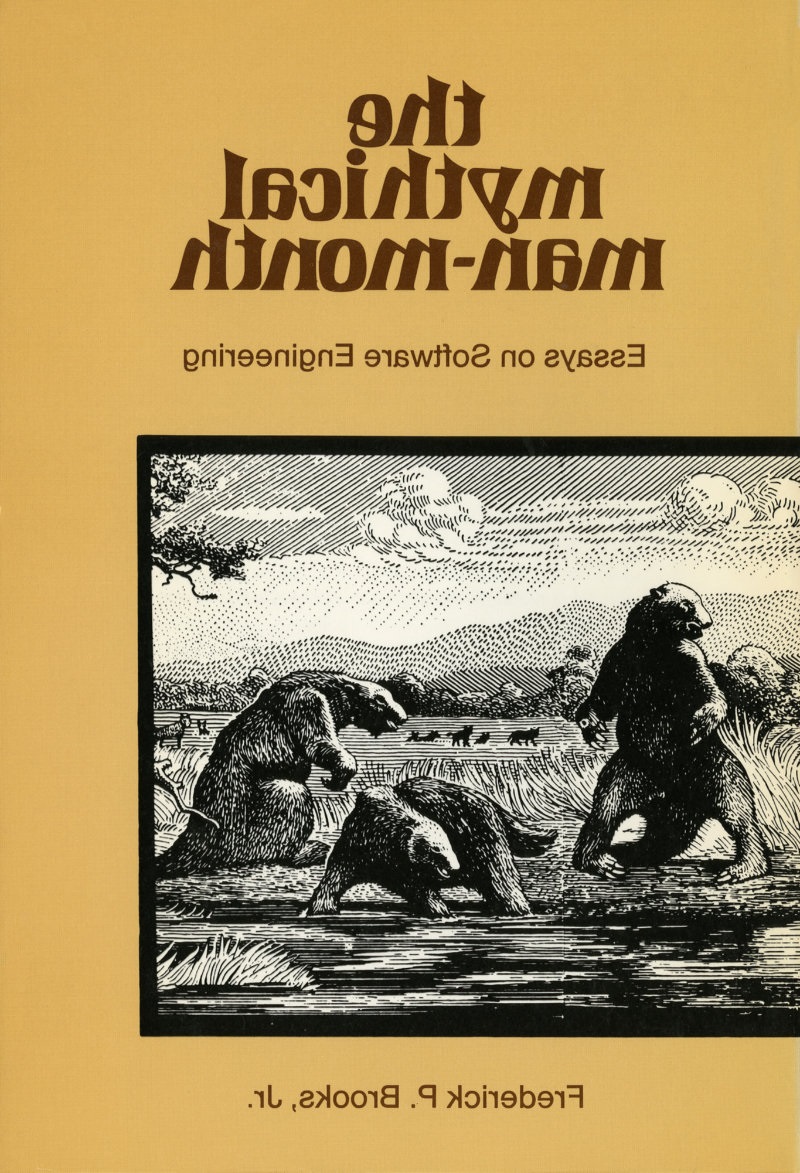 the
mythical
man-month
Essays on Software Engineering
Frederick P. Brooks, Jr.